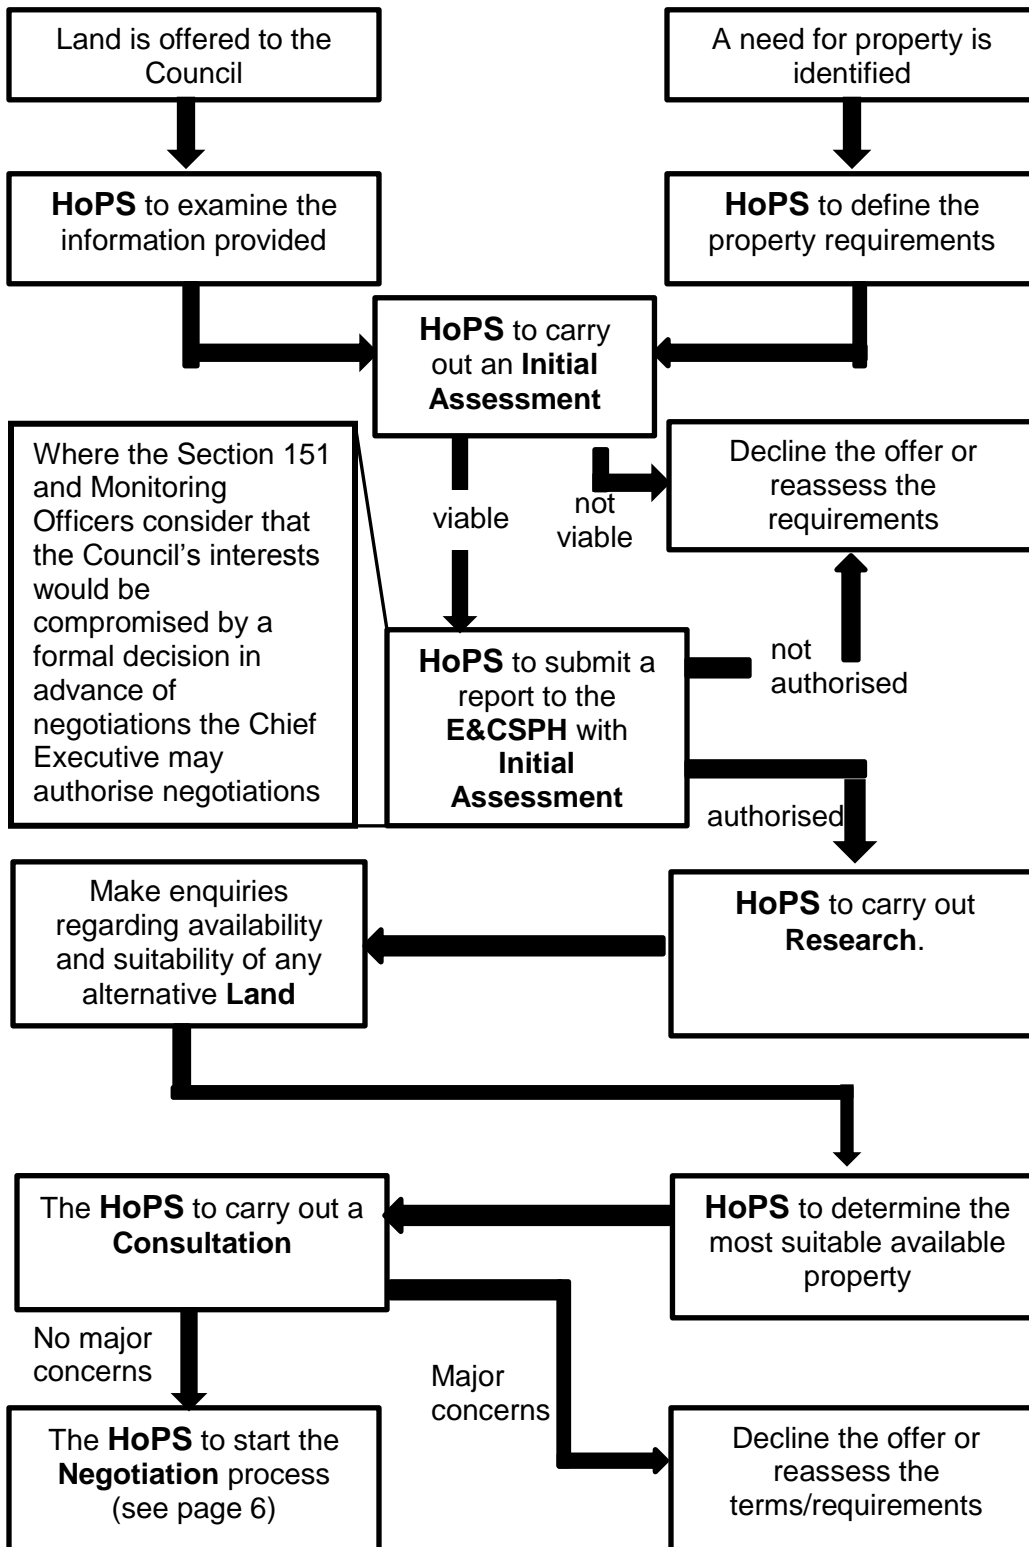 Land is offered to the
Council
A need for property is
identified
HoPS to examine the
information provided
HoPS to define the
property requirements
HoPS to carry
out an Initial
Assessment
Where the Section 151
and Monitoring
Officers consider that
the Council’s interests
would be
compromised by a
formal decision in
advance of
negotiations the Chief
Executive may
authorise negotiations
viable
not
viable
Decline the offer or
reassess the
requirements
HoPS to submit a
report to the
E&CSPH with
Initial
Assessment
not
authorised
authorised
Make enquiries
regarding availability
and suitability of any
alternative Land
HoPS to carry out
Research.
The HoPS to carry out a
Consultation
HoPS to determine the
most suitable available
property
No major
concerns
Major
concerns
The HoPS to start the
Negotiation process
(see page 6)
Decline the offer or
reassess the
terms/requirements